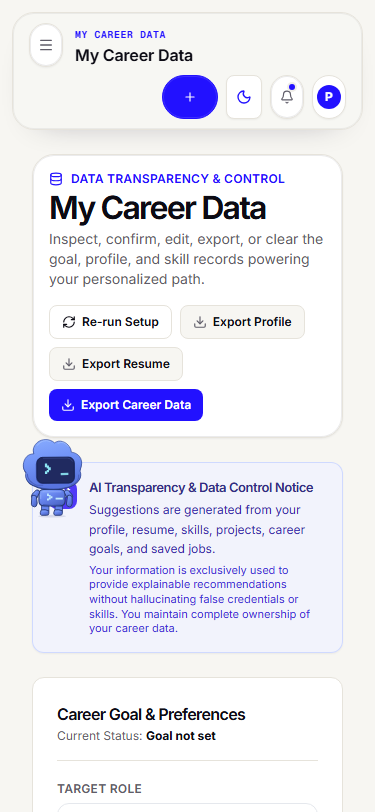 MY CAREER DATA
My Career Data
P
DATA TRANSPARENCY & CONTROL
My Career Data
Inspect, confirm, edit, export, or clear the
goal, profile, and skill records powering
your personalized path.
Re-run Setup
Export Profile
Export Resume
Export Career Data
AI Transparency & Data Control Notice
Suggestions are generated from your
profile, resume, skills, projects, career
goals, and saved jobs.
Your information is exclusively used to
provide explainable recommendations
without hallucinating false credentials or
skills. You maintain complete ownership of
your career data.
Career Goal & Preferences
Current Status: Goal not set
TARGET ROLE